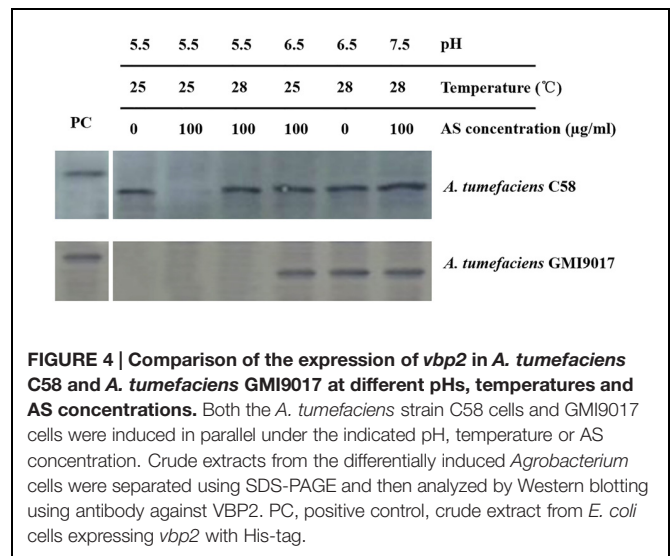 5.5 5.5 5.5 6.5 6.5 7.5 pH
25 25 28 25 28 28 Temperature (℃)
PC 0 100 100 100 0 100 AS concentration (µg/ml)
A. tumefaciens C58
A. tumefaciens GMI9017
FIGURE 4 | Comparison of the expression of vbp2 in A. tumefaciens
C58 and A. tumefaciens GMI9017 at different pHs, temperatures and
AS concentrations. Both the A. tumefaciens strain C58 cells and GMI9017
cells were induced in parallel under the indicated pH, temperature or AS
concentration. Crude extracts from the differentially induced Agrobacterium
cells were separated using SDS-PAGE and then analyzed by Western blotting
using antibody against VBP2. PC, positive control, crude extract from E. coli
cells expressing vbp2 with His-tag.